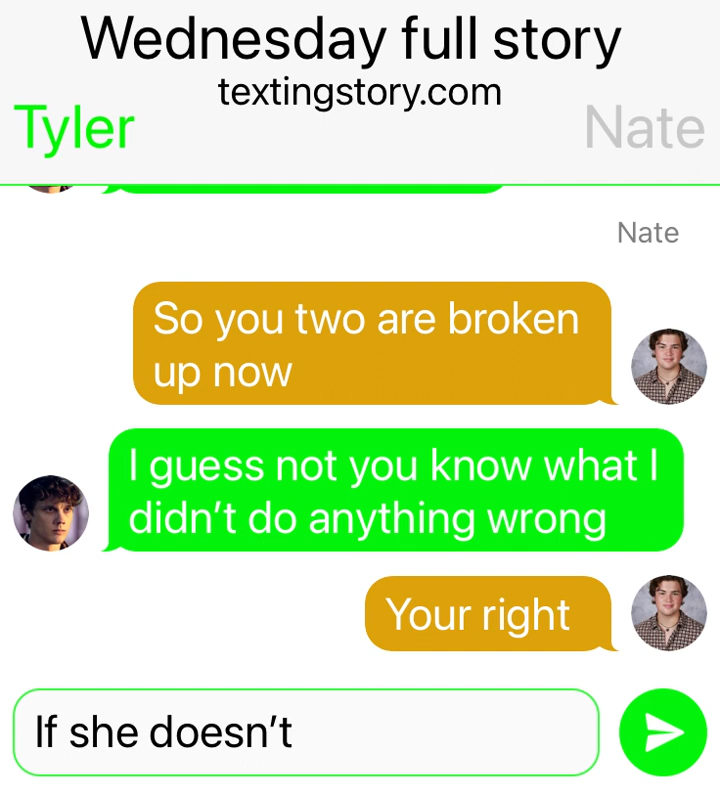 Wednesday full story
textingstory.com
Tyler
Nate
Nate
So you two are broken
up now
I guess not you know what I
didn’t do anything wrong
Your right
If she doesn’t